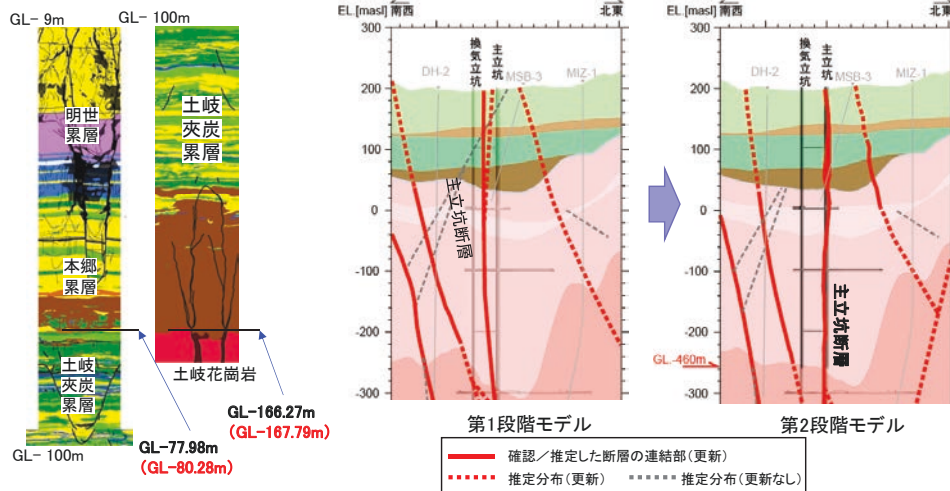 GL- 9m
GL- 100m
明世
累層
本郷
累層
土岐
夾炭
累層
GL- 100m
土岐
夾炭
累層
土岐花崗岩
GL-77.98m
(GL-80.28m)
GL-166.27m
(GL-167.79m)
EL. [masl] 南西
北東
300
200
100
0
-100
-200
-300
DH-2
換気立坑
主立坑
MSB-3
MIZ-1
主立坑断層
第1段階モデル
EL. [masl] 南西
北東
300
200
100
0
-100
-200
-300
DH-2
換気立坑
主立坑
MSB-3
MIZ-1
主立坑断層
GL.-460m
第2段階モデル
確認/推定した断層の連結部(更新)
推定分布(更新)
推定分布(更新なし)